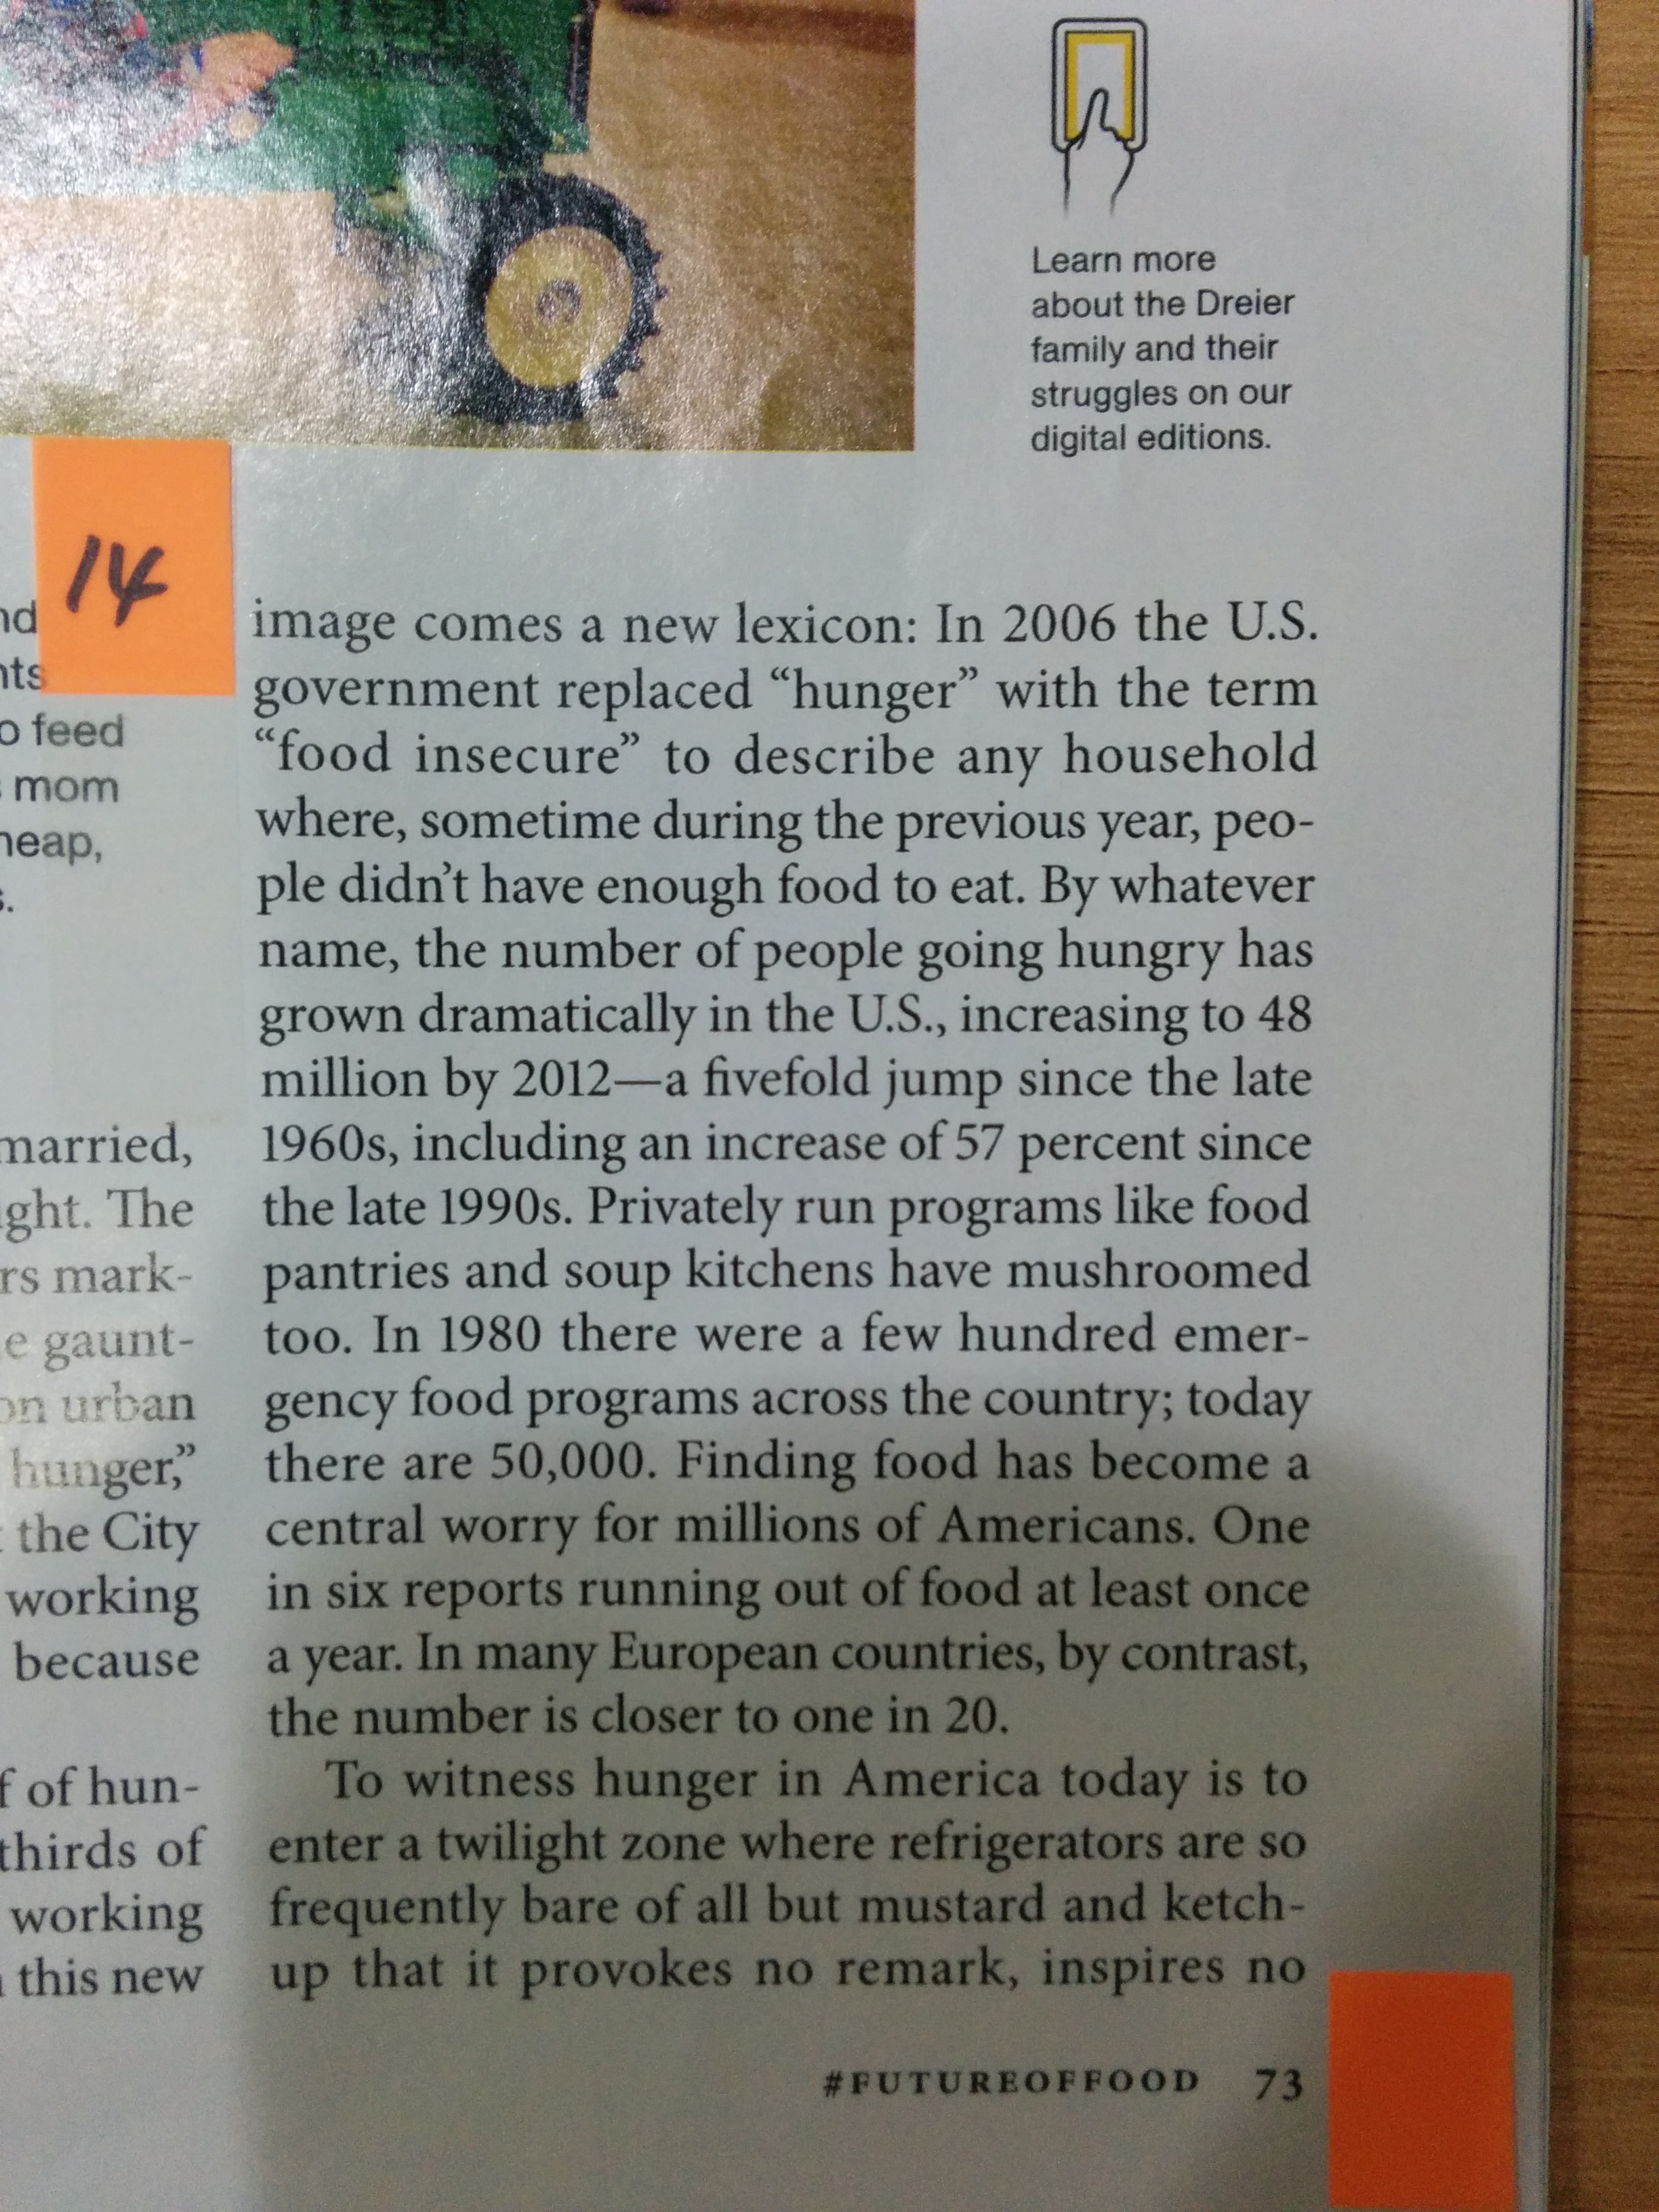 Learn more
about the Dreier
family and their
struggles on our
digital editions.
14
feed
mom
married,
The
mark-
gaunt-
urban
hunger,”
the City
working
because
of hun-
thirds of
working
this new
image comes a new lexicon: In 2006 the U.S.
government replaced “hunger” with the term
“food insecure” to describe any household
where, sometime during the previous year, peo-
ple didn’t have enough food to eat. By whatever
name, the number of people going hungry has
grown dramatically in the U.S., increasing to 48
million by 2012—a fivefold jump since the late
1960s, including an increase of 57 percent since
the late 1990s. Privately run programs like food
pantries and soup kitchens have mushroomed
too. In 1980 there were a few hundred emer-
gency food programs across the country; today
there are 50,000. Finding food has become a
central worry for millions of Americans. One
in six reports running out of food at least once
a year. In many European countries, by contrast,
the number is closer to one in 20.
To witness hunger in America today is to
enter a twilight zone where refrigerators are so
frequently bare of all but mustard and ketch-
up that it provokes no remark, inspires no
#FUTUREOFFOOD 73